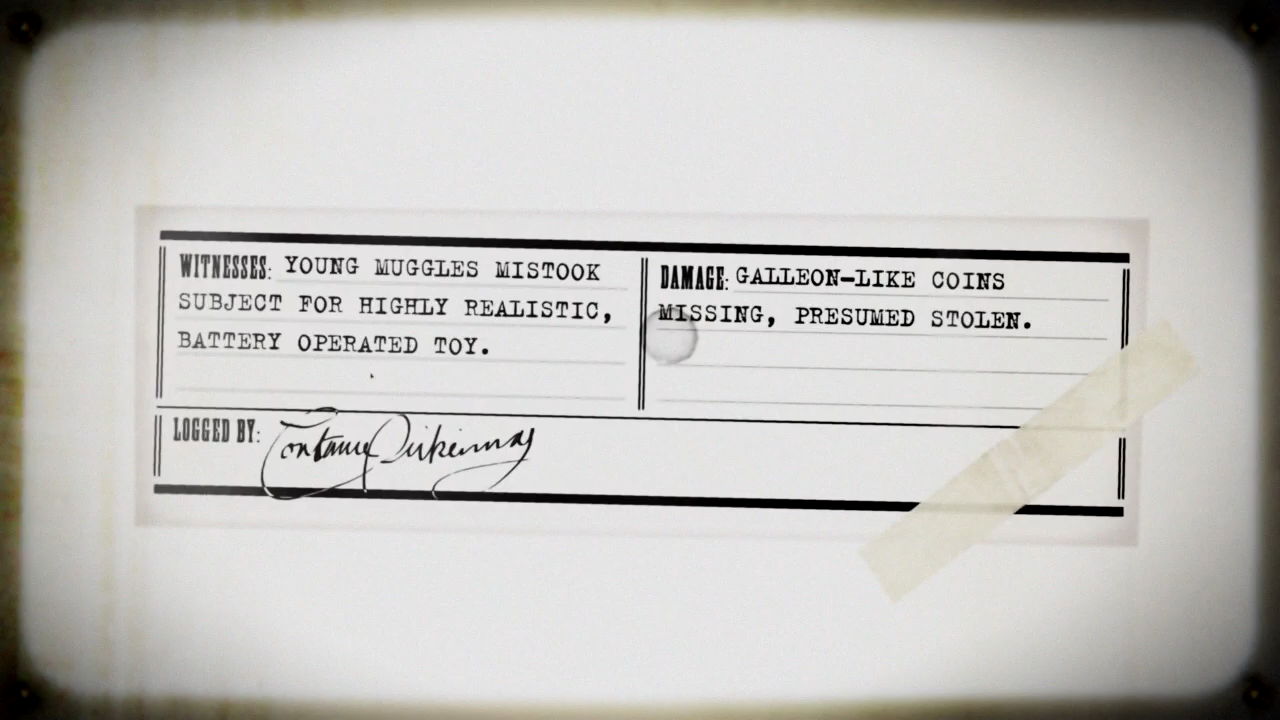 WITNESSES: YOUNG MUGGLES MISTOOK
SUBJECT FOR HIGHLY REALISTIC,
BATTERY OPERATED TOY.
DAMAGE: GALLEON-LIKE COINS
MISSING, PRESUMED STOLEN.
LOGGED BY: